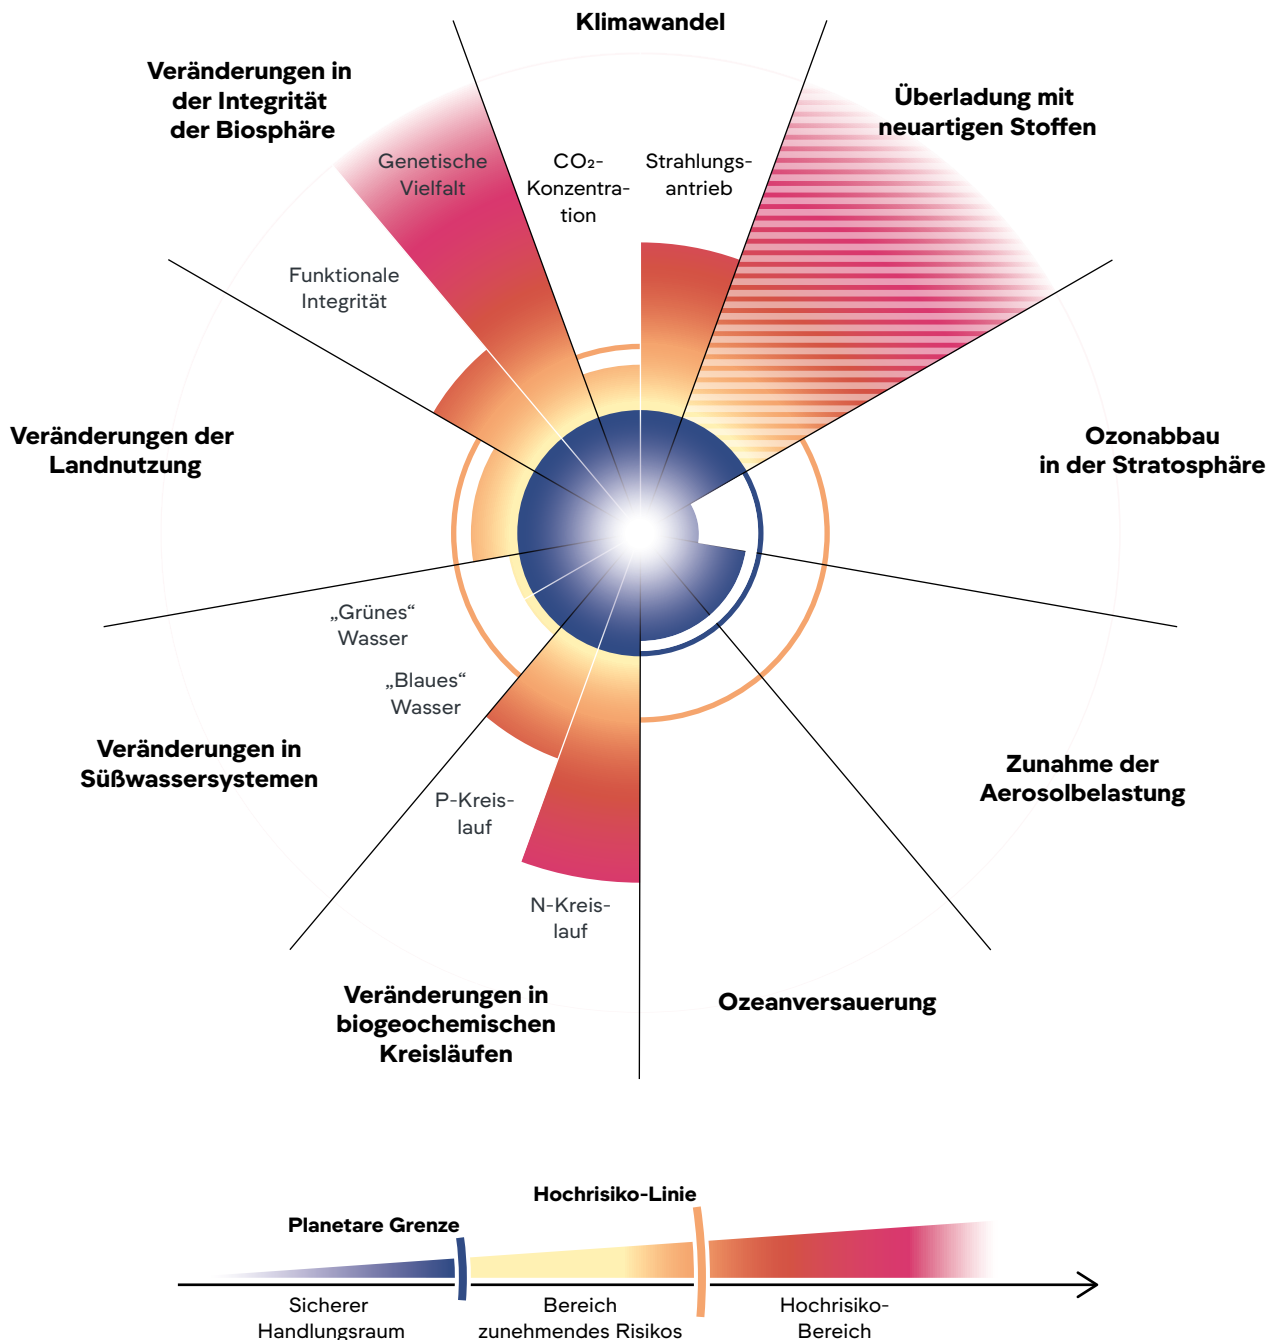 Klimawandel
Veränderungen in
der Integrität
der Biosphäre
Überladung mit
neuartigen Stoffen
Genetische
Vielfalt
CO₂-
Konzentra-
tion
Strahlungs-
antrieb
Funktionale
Integrität
Veränderungen der
Landnutzung
Ozonabbau
in der Stratosphäre
„Grünes“
Wasser
„Blaues“
Wasser
Veränderungen in
Süßwassersystemen
Zunahme der
Aerosolbelastung
P-Kreis-
lauf
N-Kreis-
lauf
Veränderungen in
biogeochemischen
Kreisläufen
Ozeanversauerung
Hochrisiko-Linie
Planetare Grenze
Sicherer
Handlungsraum
Bereich
zunehmendes Risikos
Hochrisiko-
Bereich